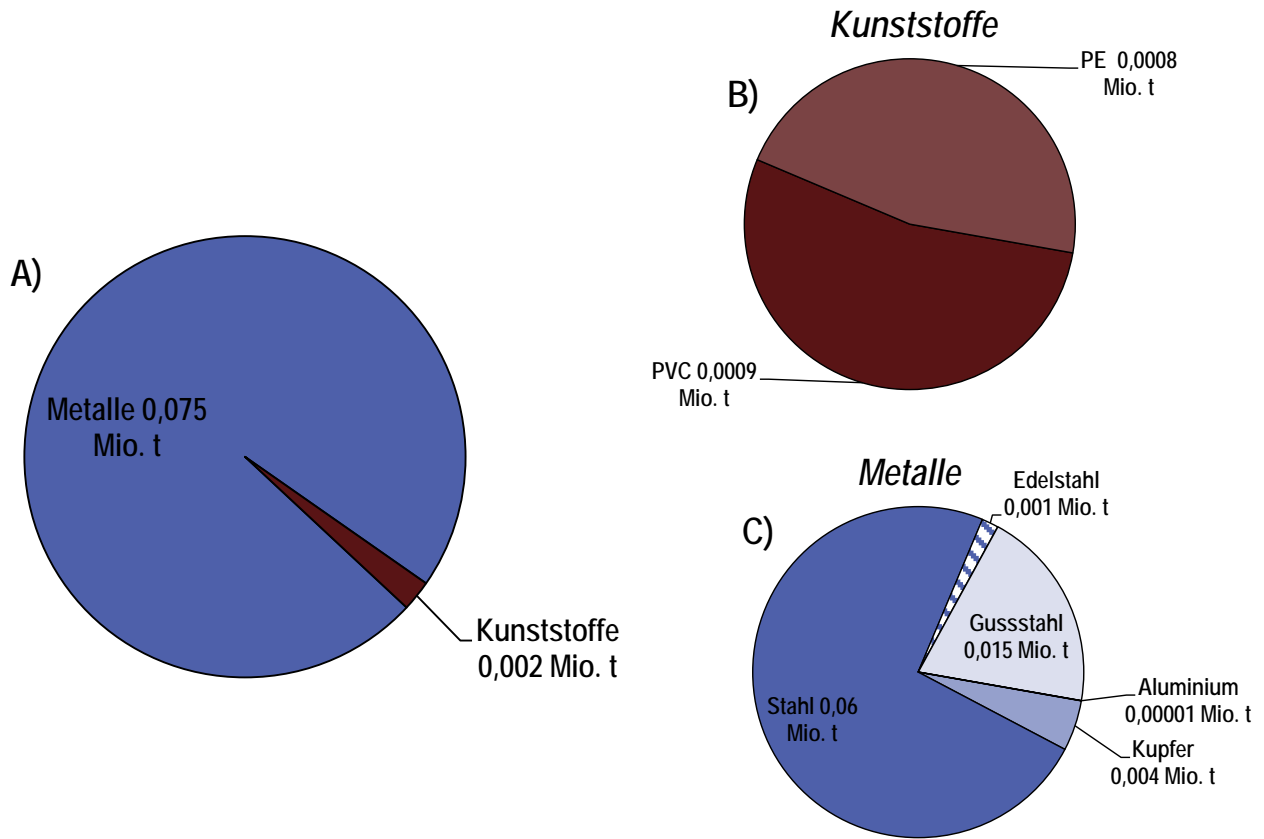 A)
Metalle 0,075
Mio. t
Kunststoffe
0,002 Mio. t
Kunststoffe
B)
PE 0,0008
Mio. t
PVC 0,0009
Mio. t
Metalle
C)
Edelstahl
0,001 Mio. t
Gussstahl
0,015 Mio. t
Aluminium
0,00001 Mio. t
Kupfer
0,004 Mio. t
Stahl 0,06
Mio. t